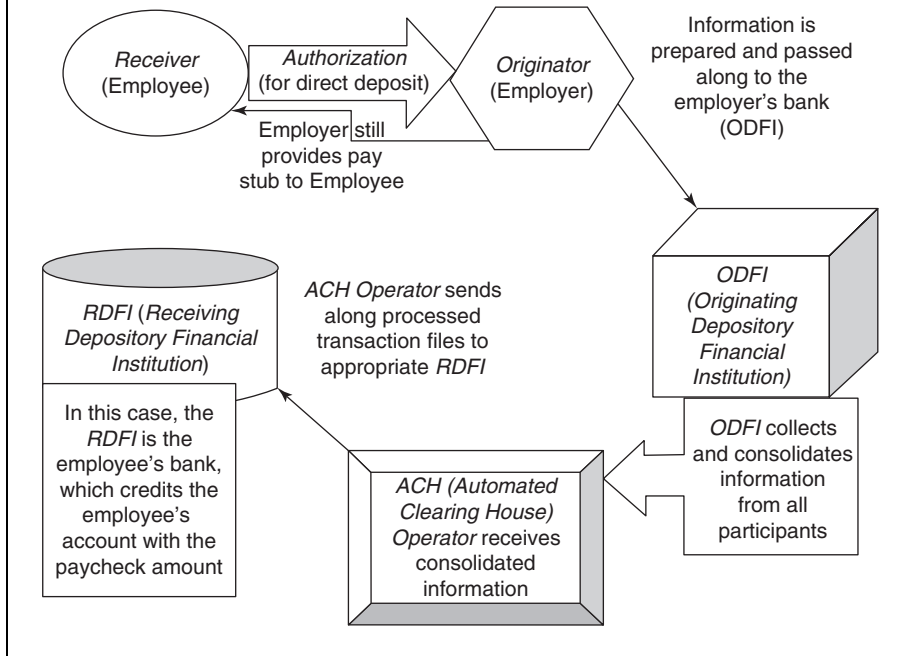 Receiver
(Employee)
Authorization
(for direct deposit)
Originator
(Employer)
Information is
prepared and passed
along to the
employer's bank
(ODFI)
Employer still
provides pay
stub to Employee
ODFI
(Originating
Depository
Financial
Institution)
ODFI collects
and consolidates
information
from all
participants
ACH (Automated
Clearing House)
Operator receives
consolidated
information
ACH Operator sends
along processed
transaction files to
appropriate RDFI
RDFI (Receiving
Depository Financial
Institution)
In this case, the
RDFI is the
employee's bank,
which credits the
employee's
account with the
paycheck amount